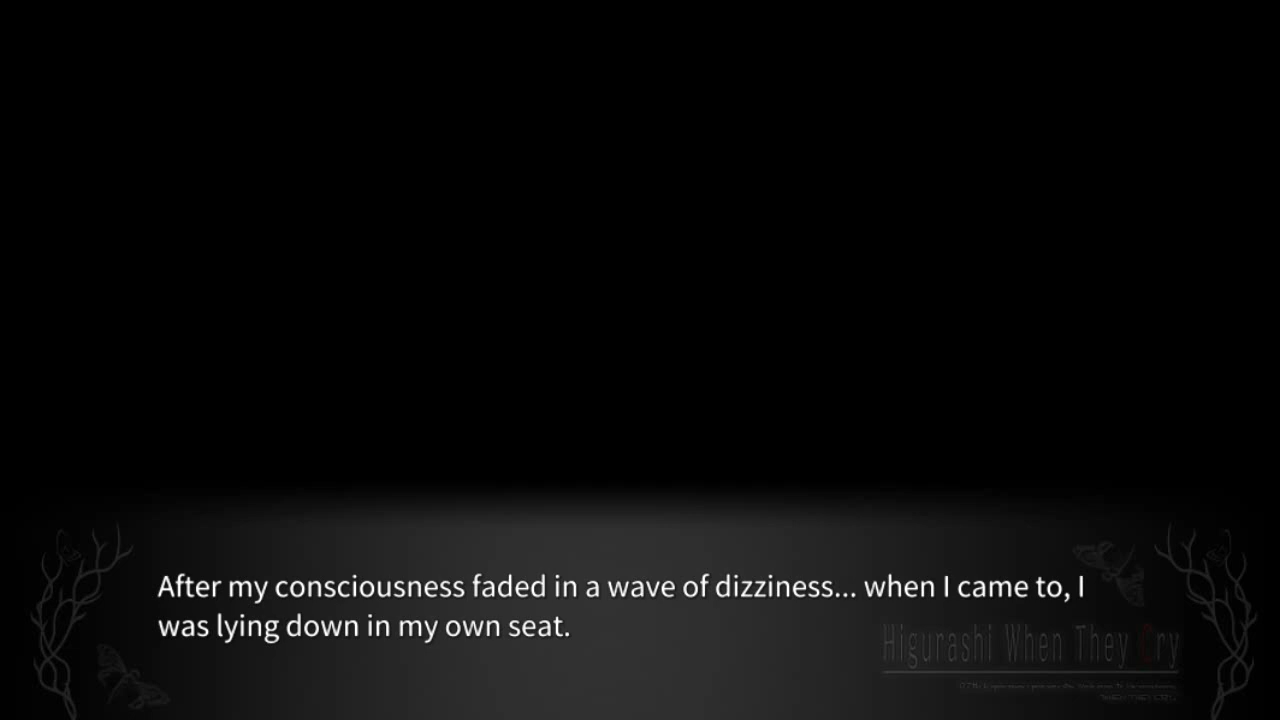 After my consciousness faded in a wave of dizziness... when I came to, I
was lying down in my own seat.
Higurashi When They Cry